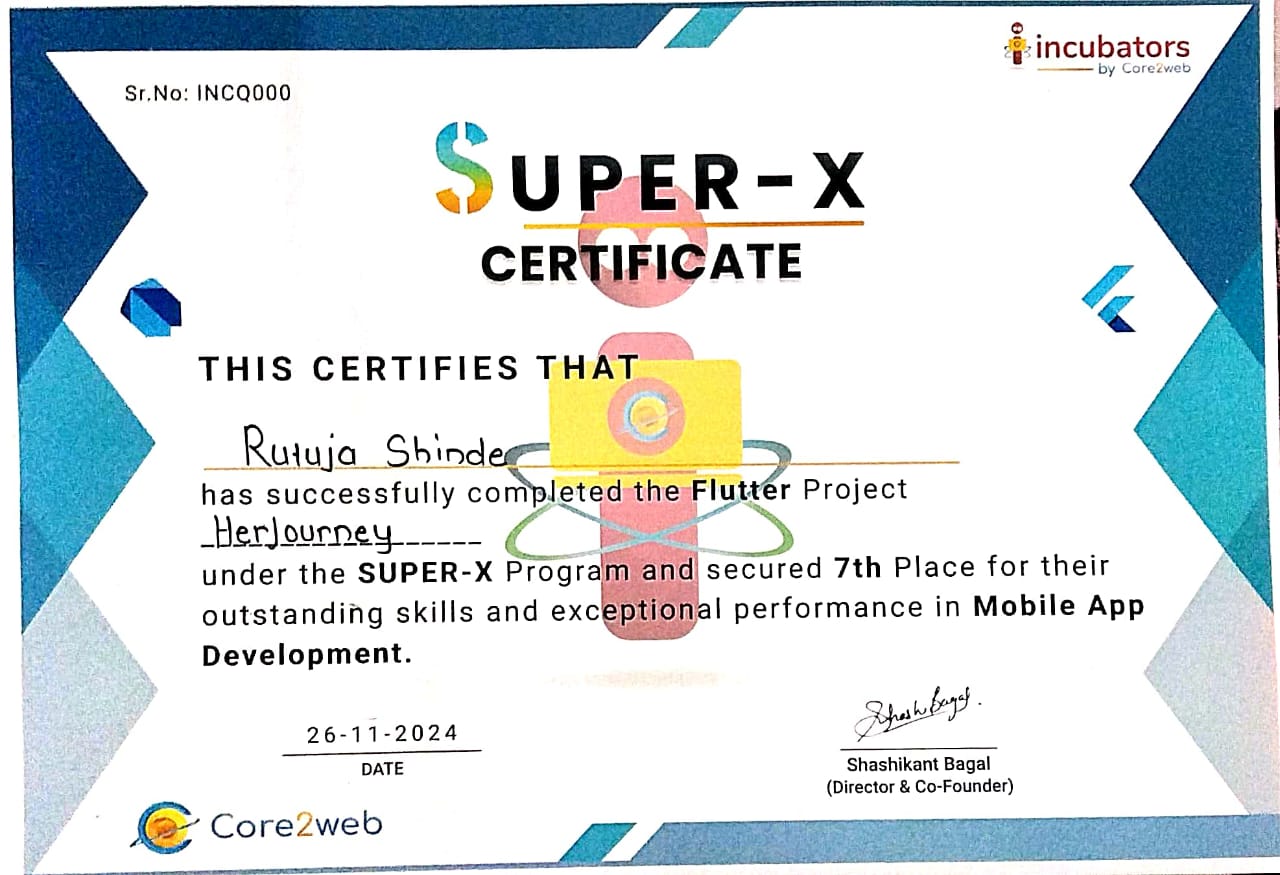 incubators
by Core2web
Sr.No: INCQ000
SUPER-X
CERTIFICATE
THIS CERTIFIES THAT
Rutuja Shinde
has successfully completed the Flutter Project
HerJourney
under the SUPER-X Program and secured 7th Place for their
outstanding skills and exceptional performance in Mobile App
Development.
26-11-2024
DATE
Shashikant Bagal
(Director & Co-Founder)
Core2web